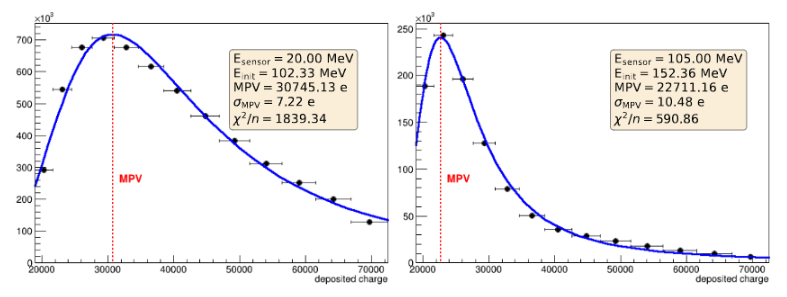 ×10³
700
600
500
400
300
200
100
0
E_sensor = 20.00 MeV
E_init = 102.33 MeV
MPV = 30745.13 e
σ_MPV = 7.22 e
χ²/n = 1839.34
MPV
20000 30000 40000 50000 60000 70000
deposited charge
×10³
250
200
150
100
50
0
E_sensor = 105.00 MeV
E_init = 152.36 MeV
MPV = 22711.16 e
σ_MPV = 10.48 e
χ²/n = 590.86
MPV
20000 30000 40000 50000 60000 70000
deposited charge